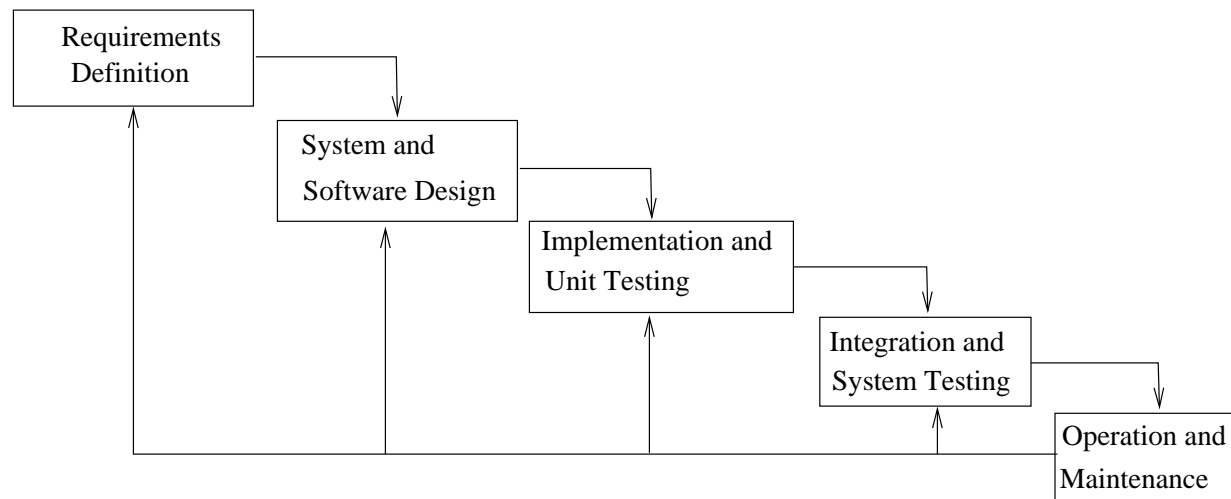 Requirements
Definition
System and
Software Design
Implementation and
Unit Testing
Integration and
System Testing
Operation and
Maintenance